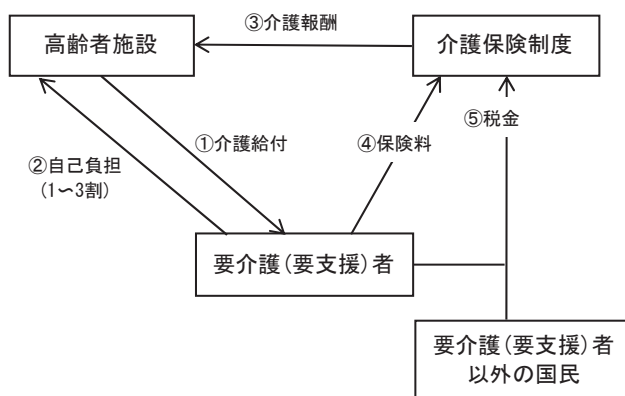 ③介護報酬
高齢者施設
介護保険制度
①介護給付
④保険料
⑤税金
②自己負担
(1〜3割)
要介護(要支援)者
要介護(要支援)者
以外の国民